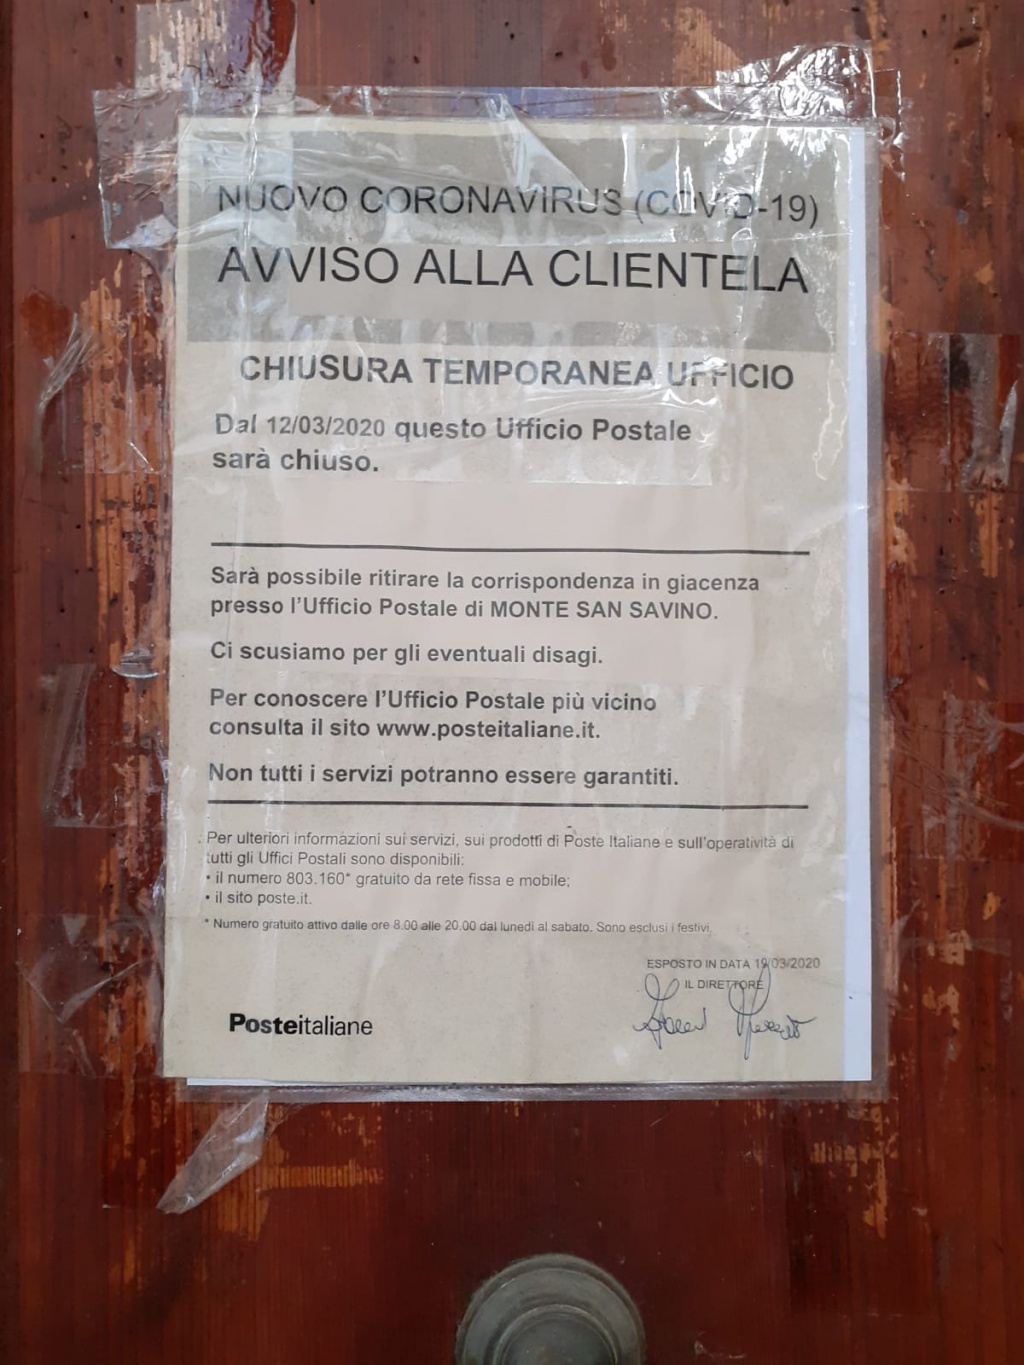 NUOVO CORONAVIRUS (COVID-19)
AVVISO ALLA CLIENTELA
CHIUSURA TEMPORANEA UFFICIO
Dal 12/03/2020 questo Ufficio Postale
sarà chiuso.
Sarà possibile ritirare la corrispondenza in giacenza
presso l'Ufficio Postale di MONTE SAN SAVINO.
Ci scusiamo per gli eventuali disagi.
Per conoscere l'Ufficio Postale più vicino
consulta il sito www.posteitaliane.it.
Non tutti i servizi potranno essere garantiti.
Per ulteriori informazioni sui servizi, sui prodotti di Poste Italiane e sull'operatività di
tutti gli Uffici Postali sono disponibili:
• il numero 803.160* gratuito da rete fissa e mobile;
• il sito poste.it.
* Numero gratuito attivo dalle ore 8.00 alle 20.00 dal lunedì al sabato. Sono esclusi i festivi.
ESPOSTO IN DATA 19/03/2020
IL DIRETTORE
Posteitaliane